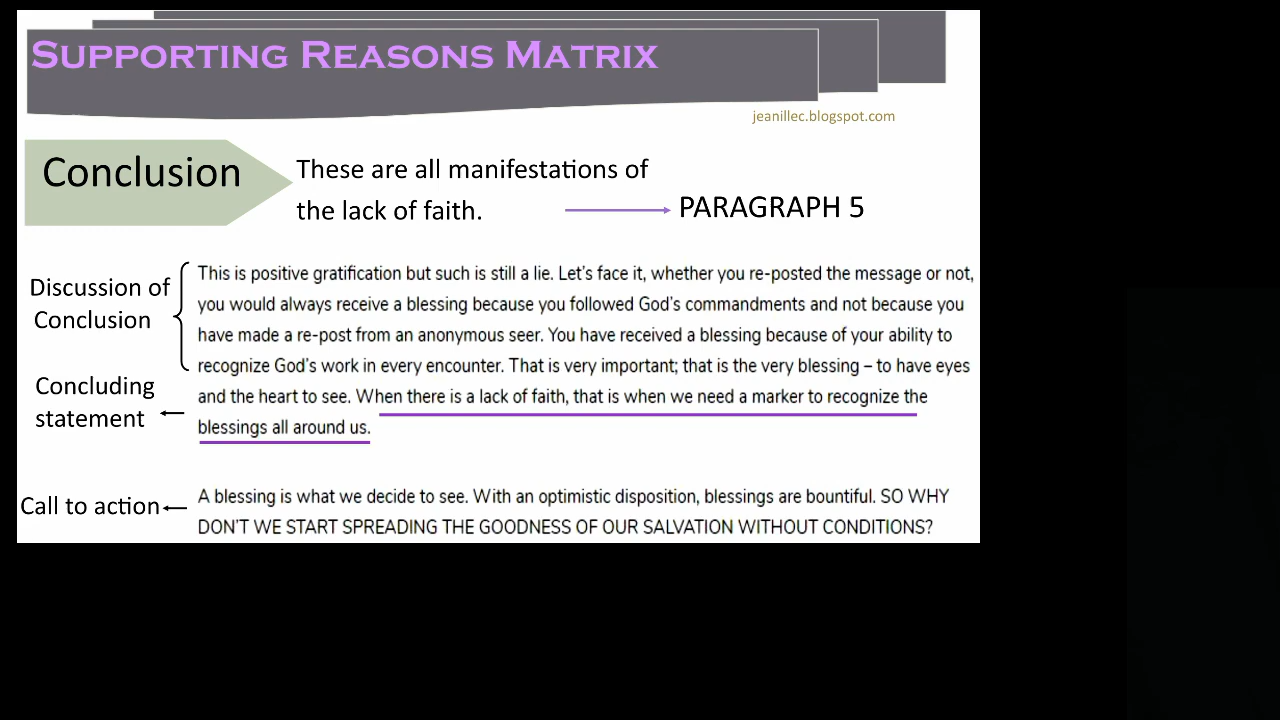 SUPPORTING REASONS MATRIX
jeanillec.blogspot.com
Conclusion
These are all manifestations of
the lack of faith.
PARAGRAPH 5
Discussion of
Conclusion
This is positive gratification but such is still a lie. Let's face it, whether you re-posted the message or not,
you would always receive a blessing because you followed God's commandments and not because you
have made a re-post from an anonymous seer. You have received a blessing because of your ability to
recognize God's work in every encounter. That is very important; that is the very blessing – to have eyes
and the heart to see. When there is a lack of faith, that is when we need a marker to recognize the
blessings all around us.
Concluding
statement
Call to action
A blessing is what we decide to see. With an optimistic disposition, blessings are bountiful. SO WHY
DON'T WE START SPREADING THE GOODNESS OF OUR SALVATION WITHOUT CONDITIONS?